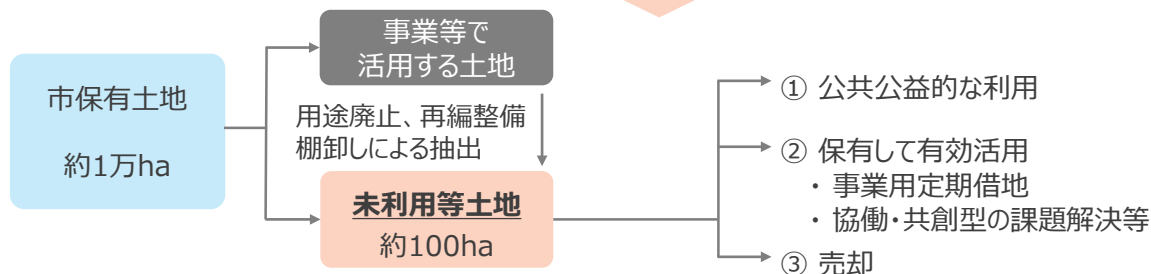 市保有土地
約1万ha
事業等で
活用する土地
用途廃止、再編整備
棚卸しによる抽出
未利用等土地
約100ha
① 公共公益的な利用
② 保有して有効活用
・ 事業用定期借地
・ 協働・共創型の課題解決等
③ 売却